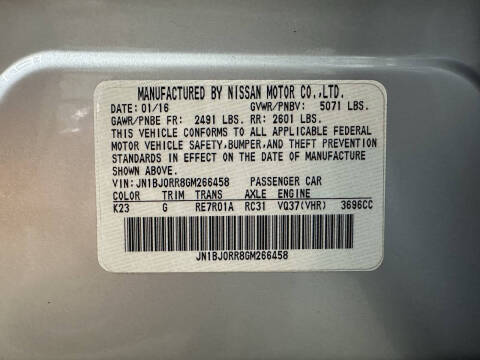 MANUFACTURED BY NISSAN MOTOR CO.,LTD.
DATE: 01/16 GVWR/PNBV: 5071 LBS.
GAWR/PNBE FR: 2491 LBS. RR: 2601 LBS.
THIS VEHICLE CONFORMS TO ALL APPLICABLE FEDERAL
MOTOR VEHICLE SAFETY,BUMPER,AND THEFT PREVENTION
STANDARDS IN EFFECT ON THE DATE OF MANUFACTURE
SHOWN ABOVE.
VIN: JN1BJ0RR8GM266458 PASSENGER CAR
COLOR TRIM TRANS AXLE ENGINE
K23 G RE7R01A RC31 VQ37(VHR) 3696CC
JN1BJ0RR8GM266458